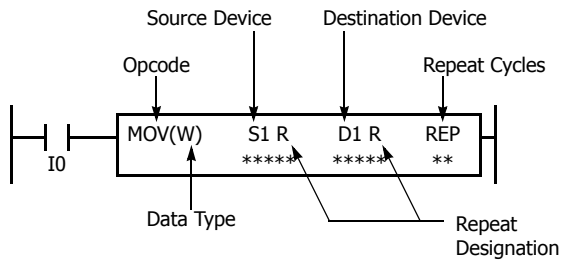 Source Device
Destination Device
Opcode
Repeat Cycles
MOV(W) S1 R D1 R REP
***** ***** **
I0
Data Type
Repeat
Designation